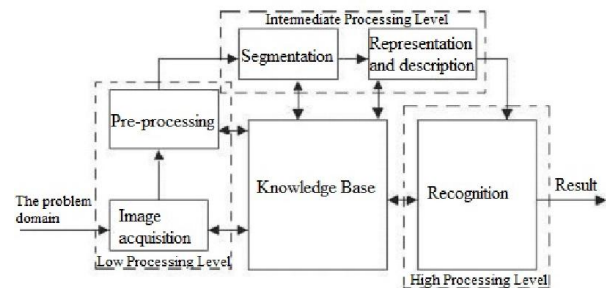 Intermediate Processing Level
Segmentation
Representation
and description
Pre-processing
Knowledge Base
Recognition
Result
The problem
domain
Image
acquisition
Low Processing Level
High Processing Level